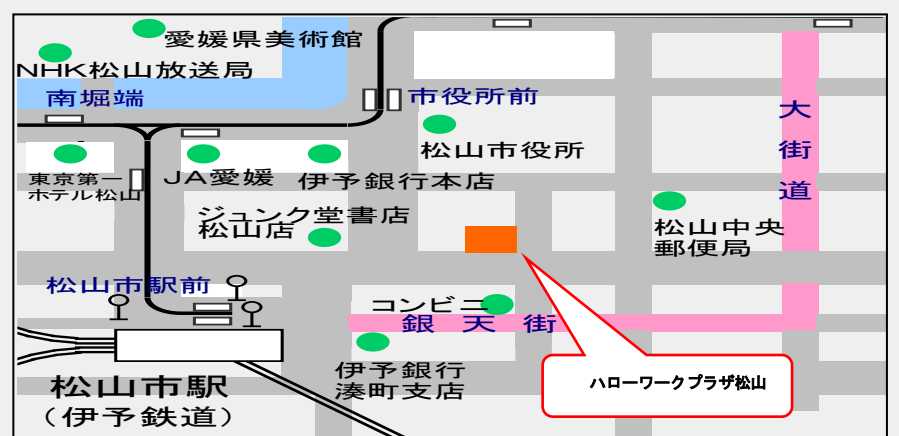 愛媛県美術館
NHK松山放送局
南堀端
市役所前
大街道
松山市役所
東京第一
ホテル松山
JA愛媛
伊予銀行本店
ジュンク堂書店
松山店
松山中央
郵便局
松山市駅前
コンビニ
銀天街
伊予銀行
湊町支店
ハローワークプラザ松山
松山市駅
（伊予鉄道）